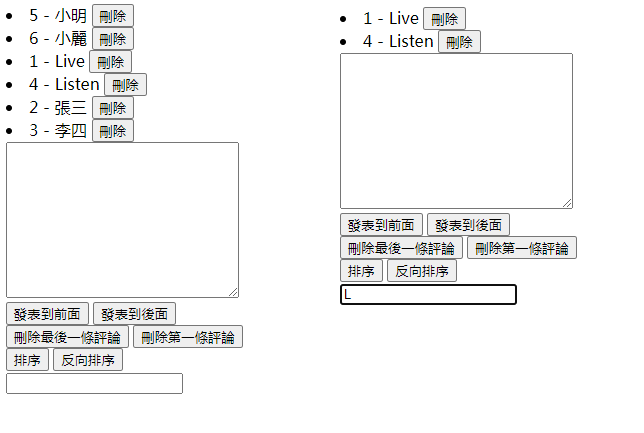 5 - 小明 刪除
6 - 小麗 刪除
1 - Live 刪除
4 - Listen 刪除
2 - 張三 刪除
3 - 李四 刪除
發表到前面 發表到後面
刪除最後一條評論 刪除第一條評論
排序 反向排序
1 - Live 刪除
4 - Listen 刪除
發表到前面 發表到後面
刪除最後一條評論 刪除第一條評論
排序 反向排序
L